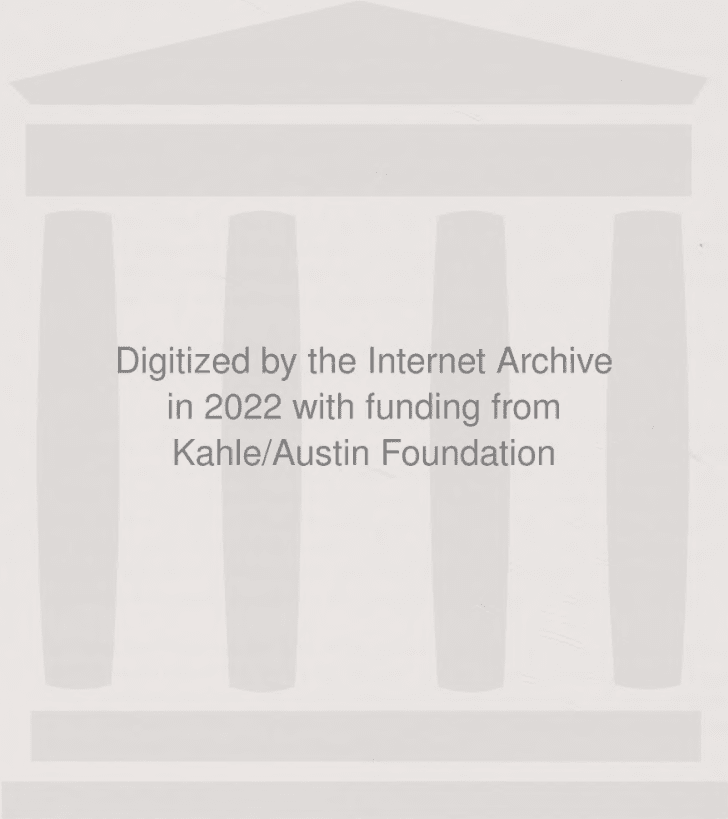 Digitized by the Internet Archive
in 2022 with funding from
Kahle/Austin Foundation